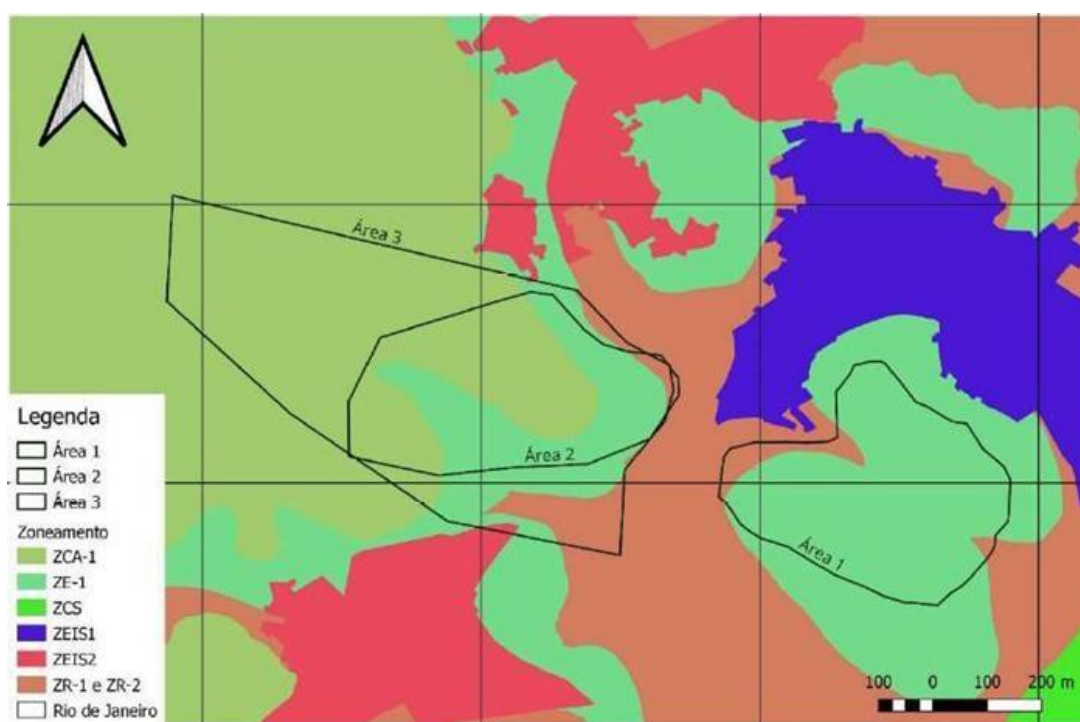 Área 3
Área 2
Área 1
Legenda
Área 1
Área 2
Área 3
Zoneamento
ZCA-1
ZE-1
ZCS
ZEIS1
ZEIS2
ZR-1 e ZR-2
Rio de Janeiro
100 0 100 200 m